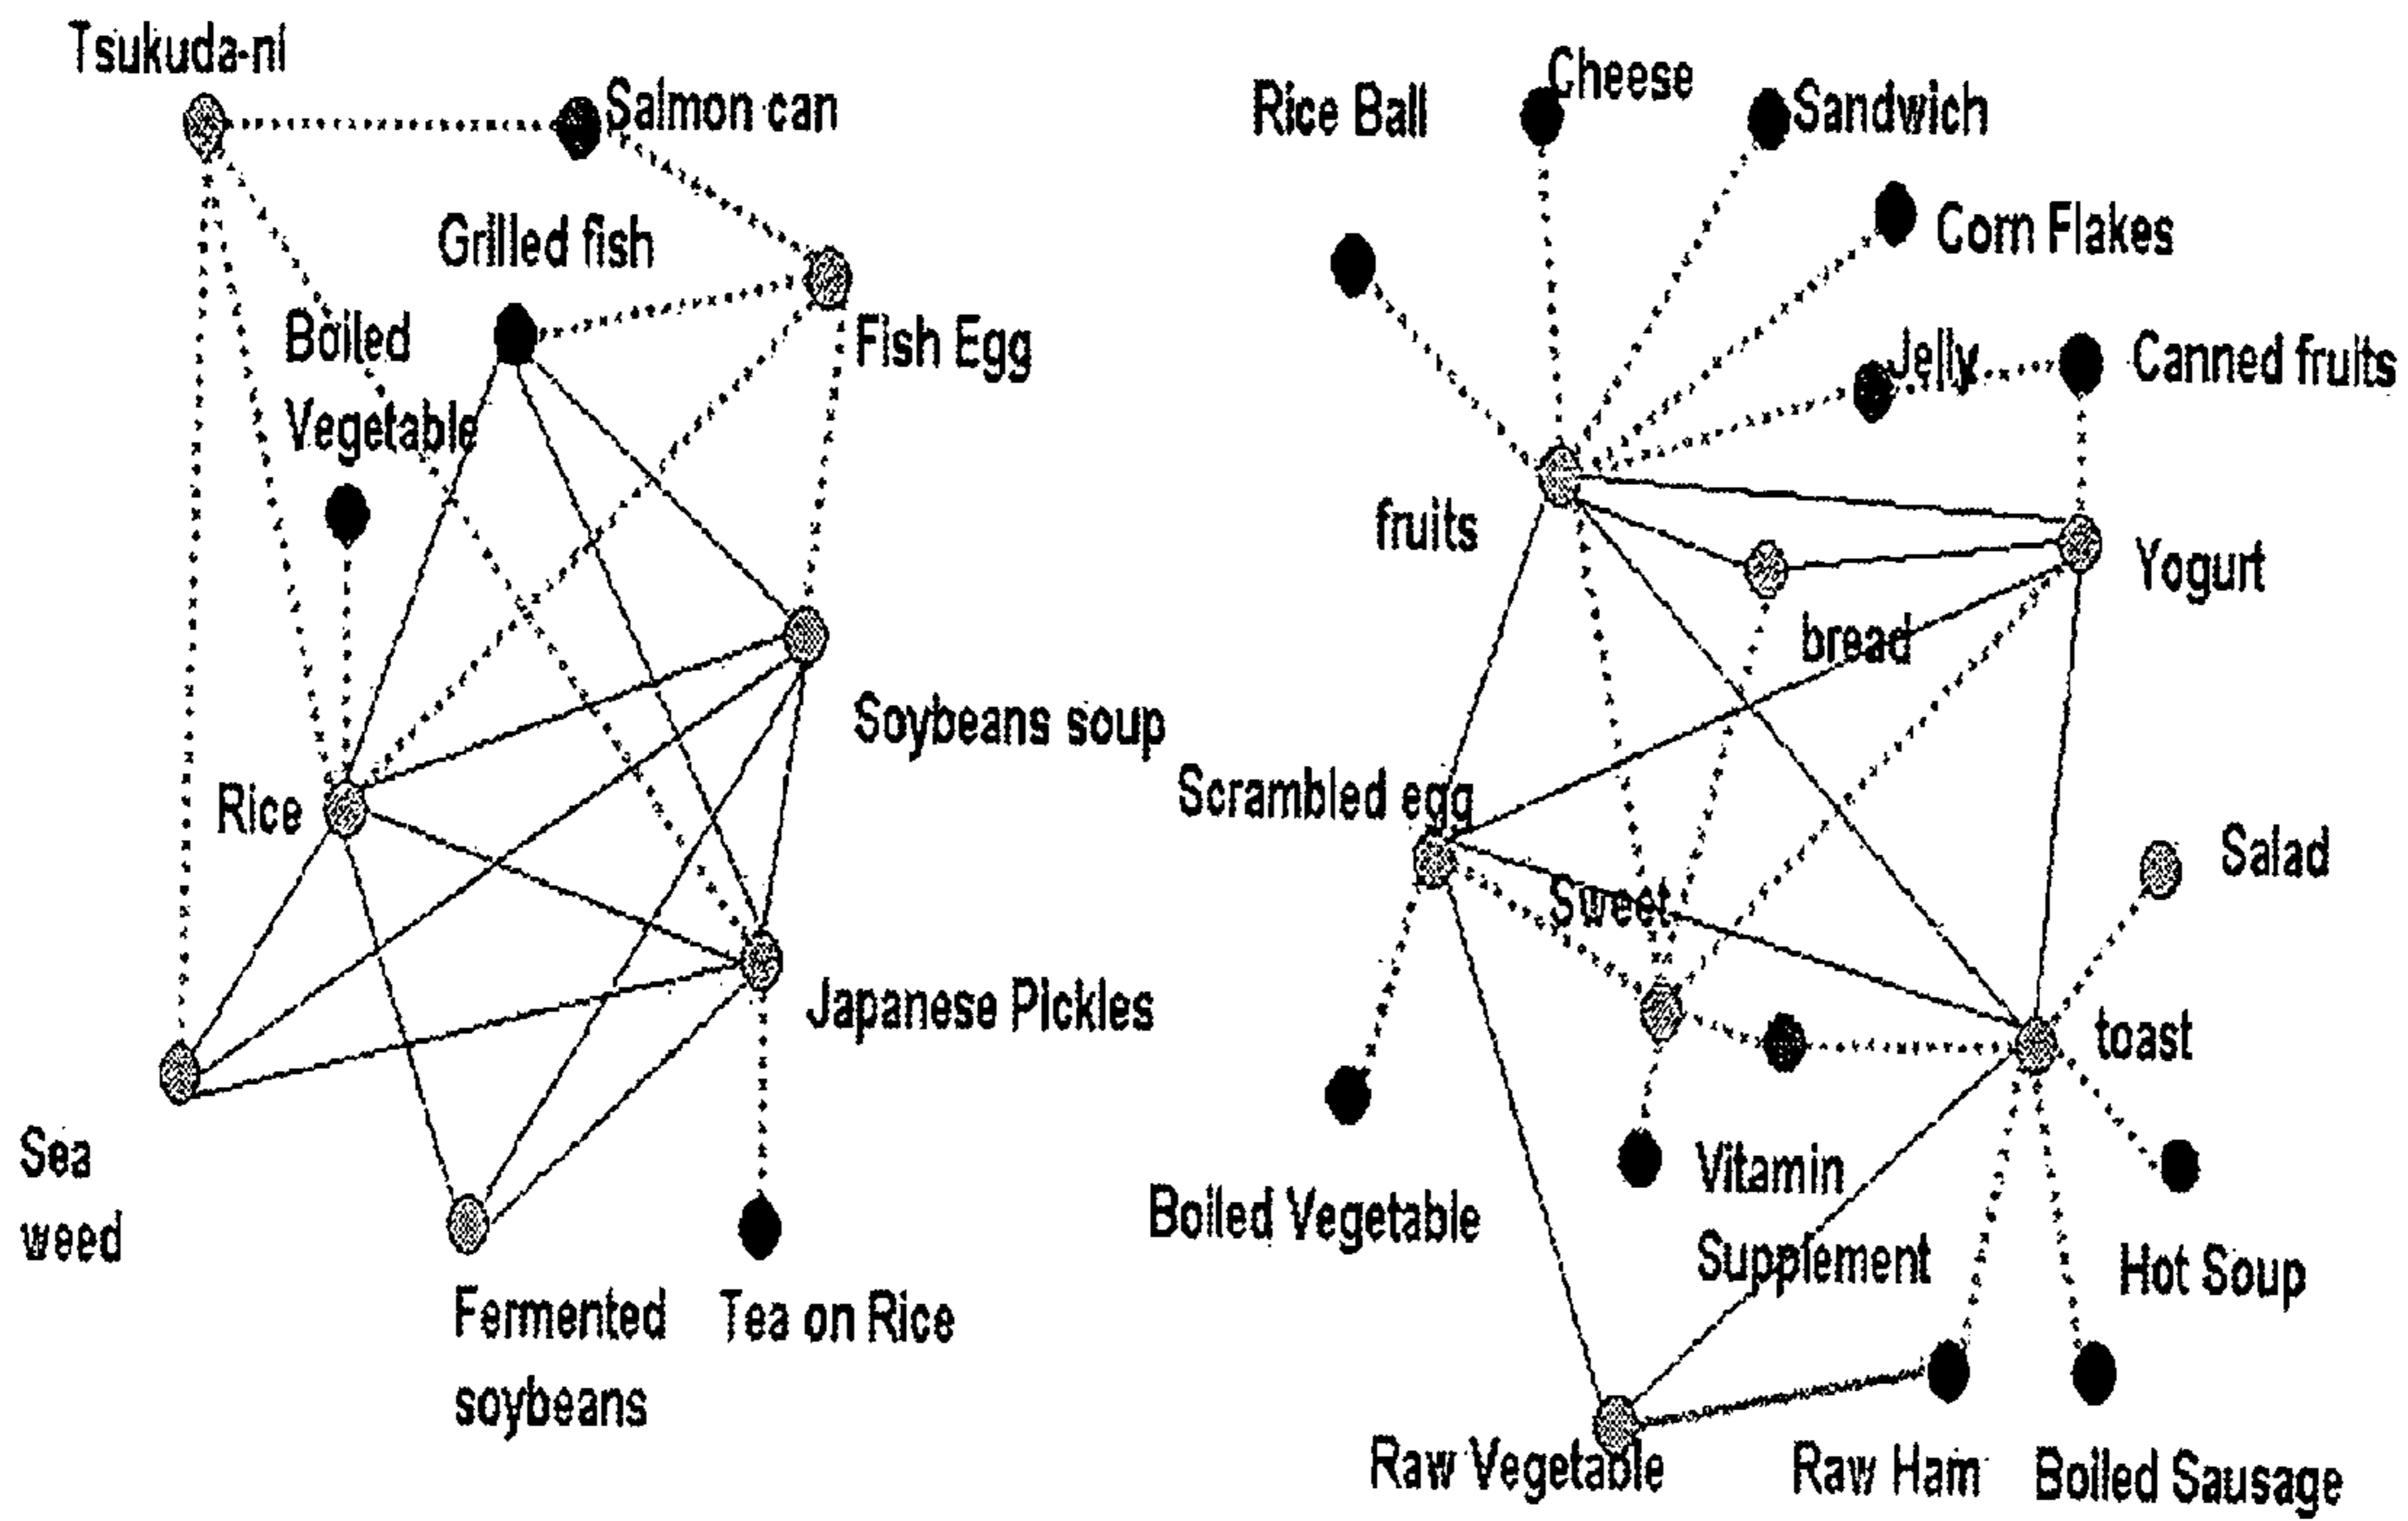 Tsukuda-ni
Salmon can
Grilled fish
Boiled
Vegetable
Fish Egg
Soybeans soup
Rice
Japanese Pickles
Sea
weed
Fermented
soybeans
Tea on Rice
Rice Ball
Cheese
Sandwich
Corn Flakes
Jelly
Canned fruits
fruits
Yogurt
bread
Scrambled egg
Sweet
Salad
toast
Boiled Vegetable
Vitamin
Supplement
Hot Soup
Raw Vegetable
Raw Ham
Boiled Sausage